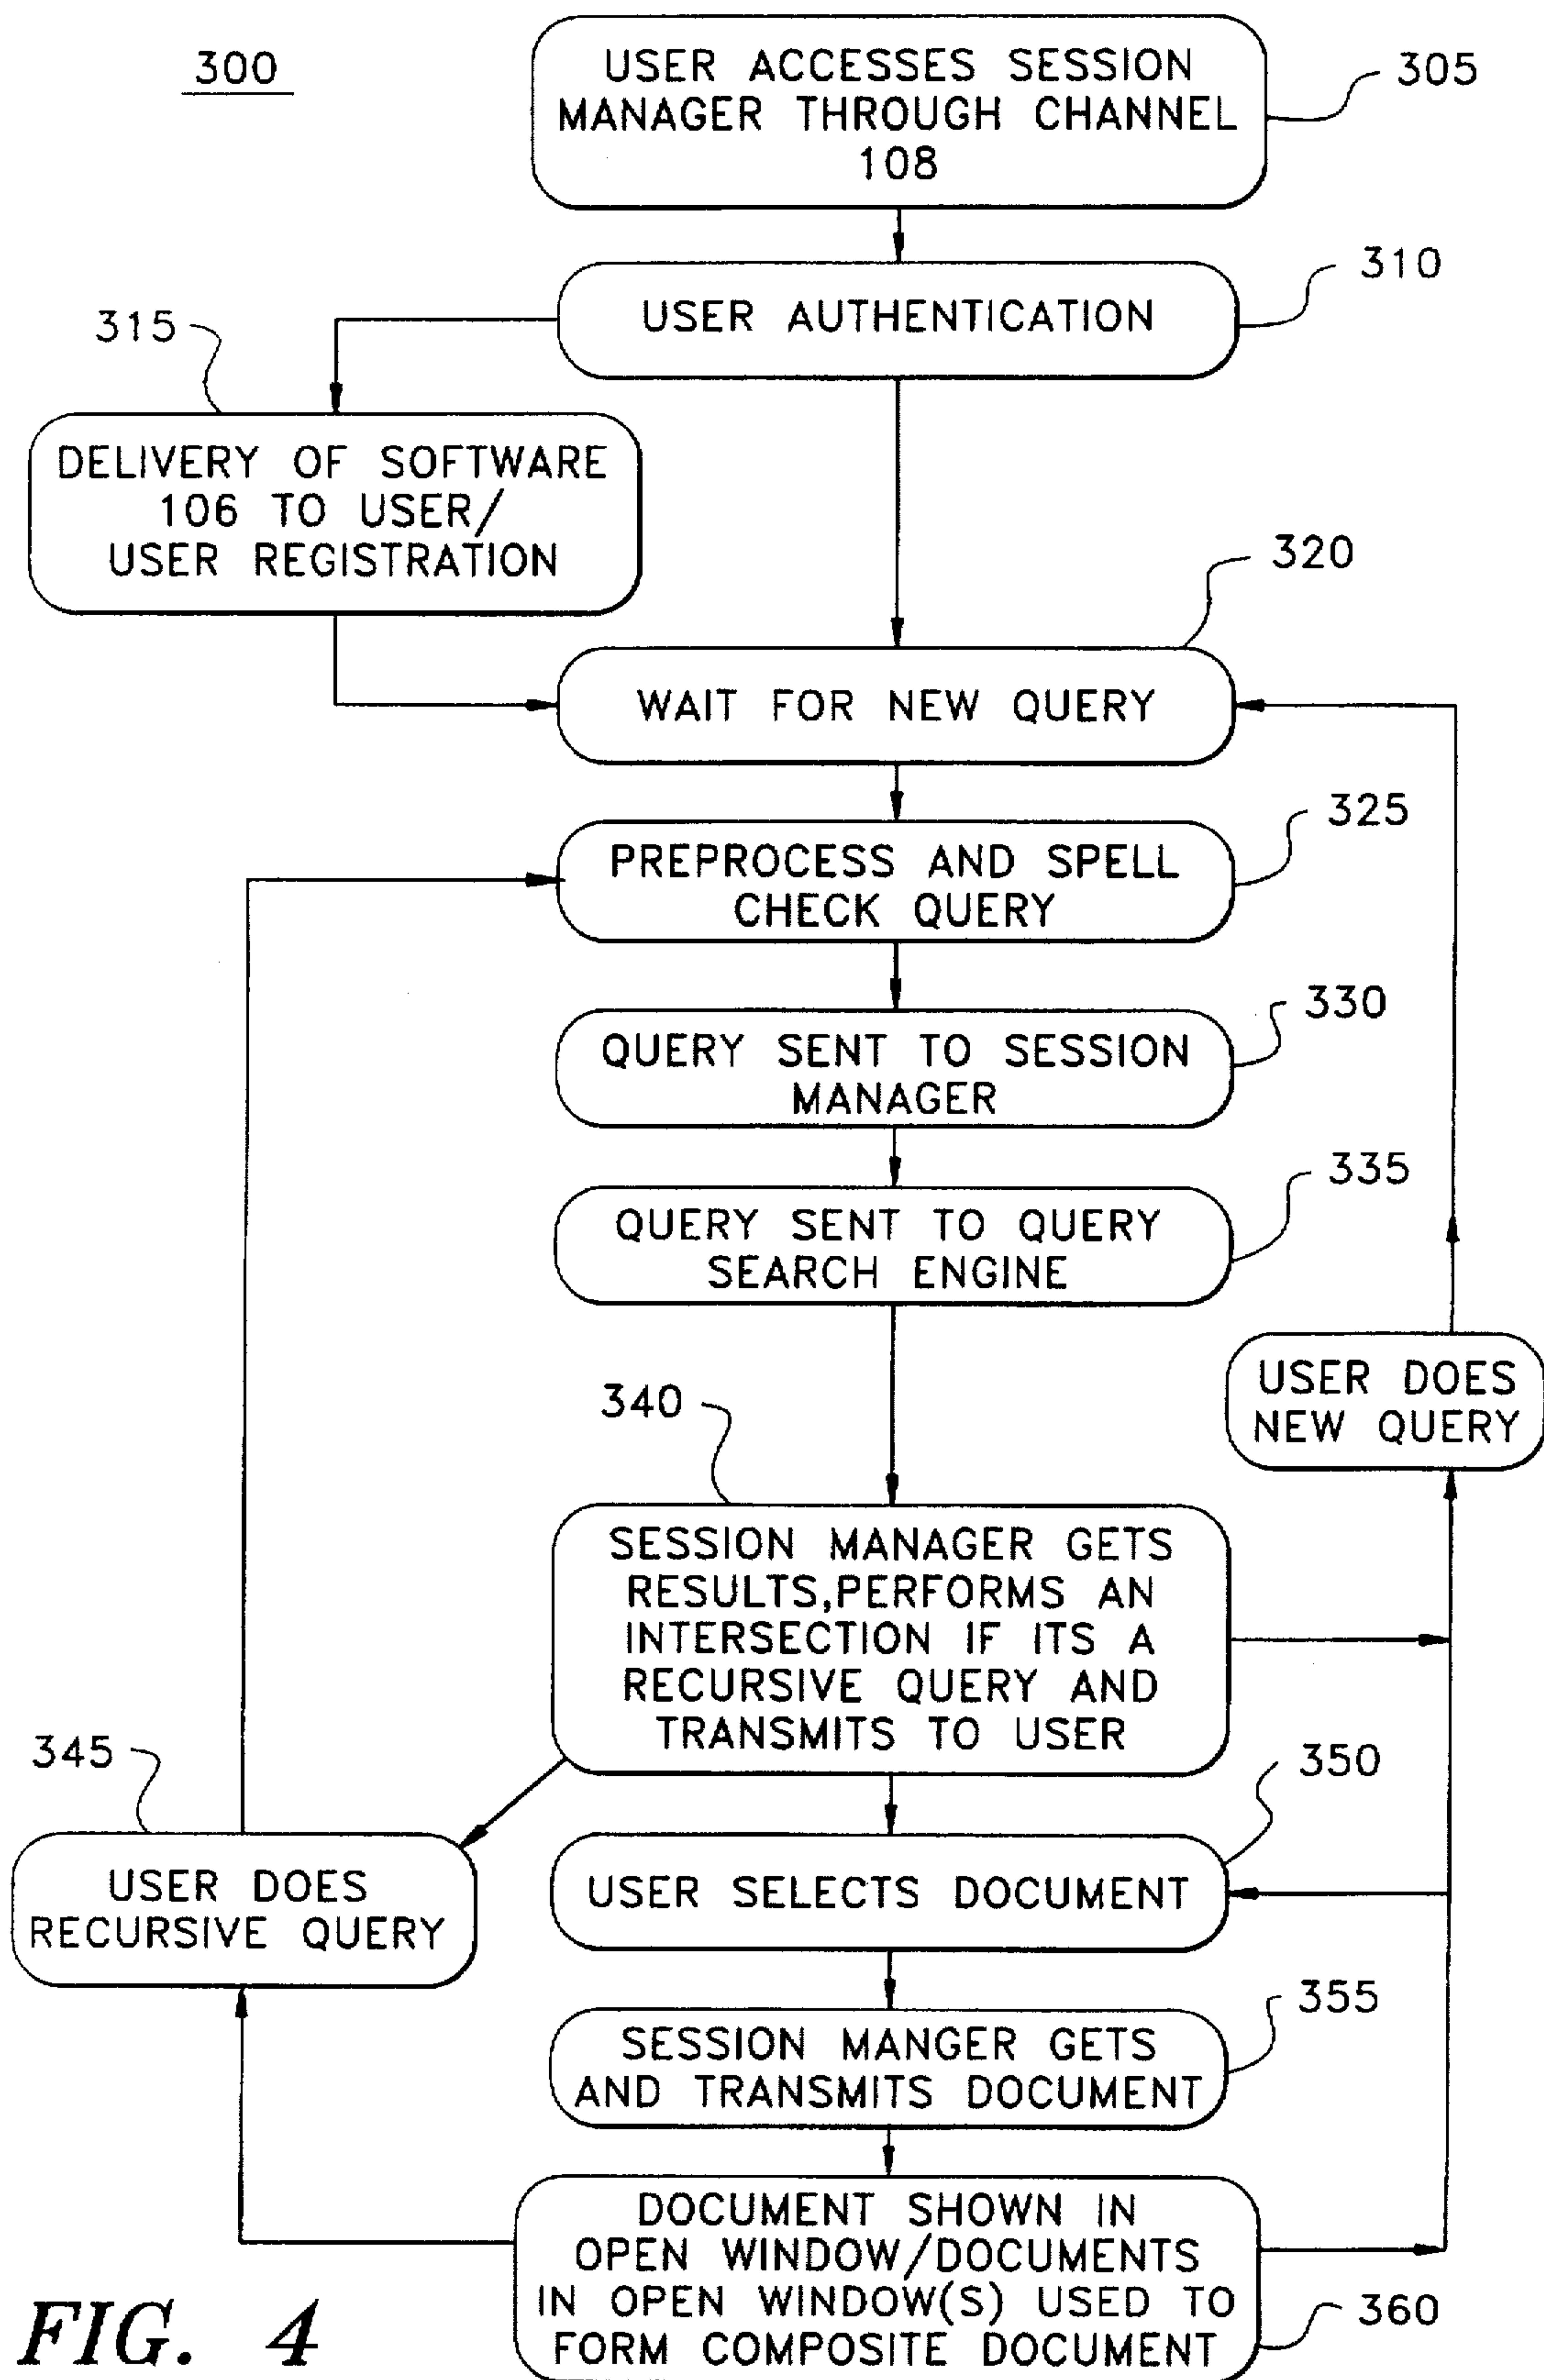 300
USER ACCESSES SESSION
MANAGER THROUGH CHANNEL
108
305
USER AUTHENTICATION
310
315
DELIVERY OF SOFTWARE
106 TO USER/
USER REGISTRATION
320
WAIT FOR NEW QUERY
325
PREPROCESS AND SPELL
CHECK QUERY
330
QUERY SENT TO SESSION
MANAGER
335
QUERY SENT TO QUERY
SEARCH ENGINE
USER DOES
NEW QUERY
340
SESSION MANAGER GETS
RESULTS,PERFORMS AN
INTERSECTION IF ITS A
RECURSIVE QUERY AND
TRANSMITS TO USER
345
USER DOES
RECURSIVE QUERY
350
USER SELECTS DOCUMENT
355
SESSION MANGER GETS
AND TRANSMITS DOCUMENT
DOCUMENT SHOWN IN
OPEN WINDOW/DOCUMENTS
IN OPEN WINDOW(S) USED TO
FORM COMPOSITE DOCUMENT
360
FIG. 4